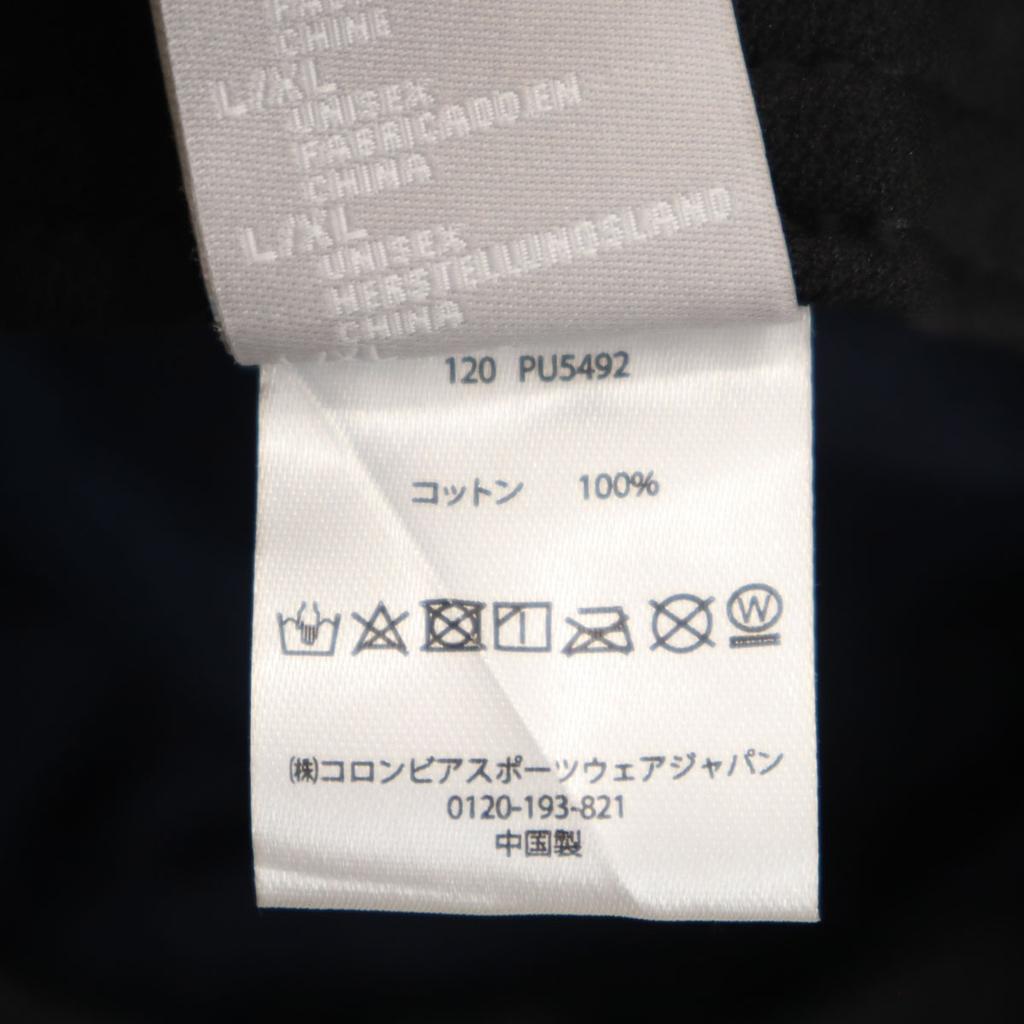 CHINE
L/XL
UNISEX
FABRICADO EN
CHINA
L/XL
UNISEX
HERSTELLUNGSLAND
CHINA
120 PU5492
コットン 100%
W
(株)コロンビアスポーツウェアジャパン
0120-193-821
中国製